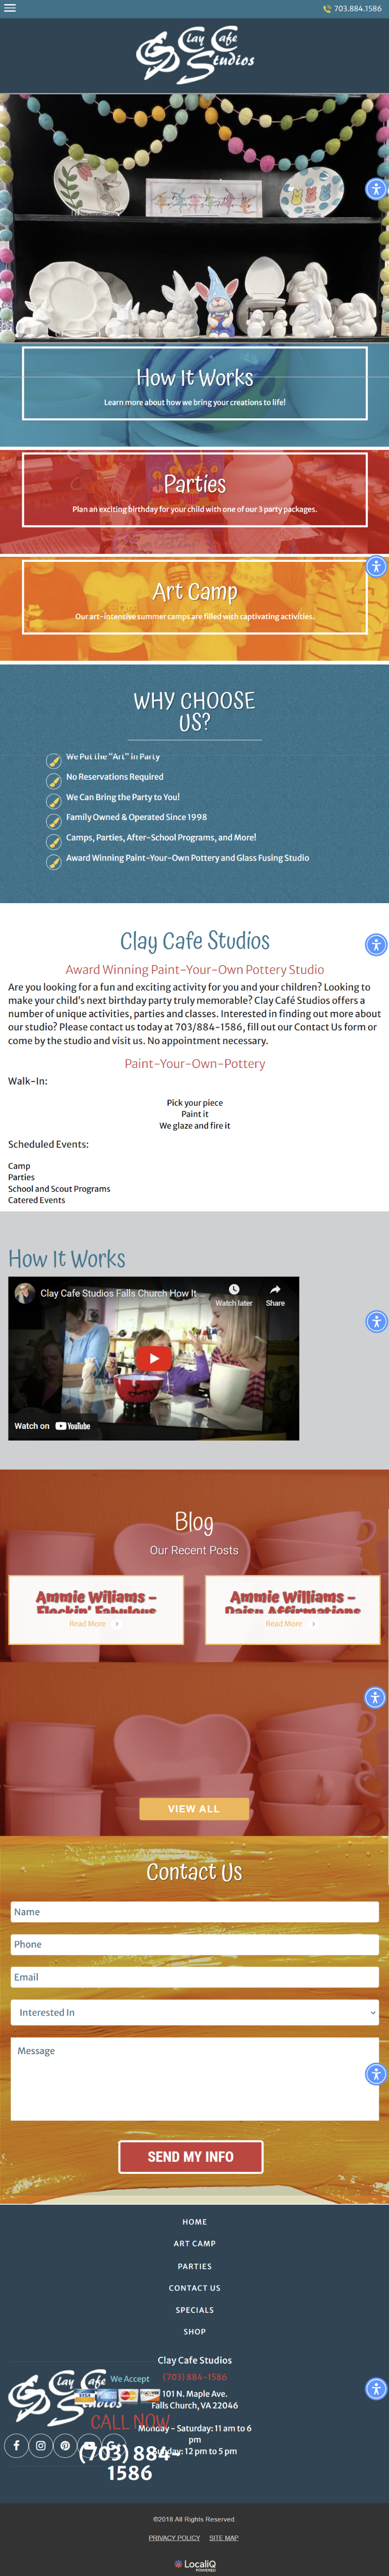 703.884.1586
Clay Cafe
Studios
How It Works
Learn more about how we bring your creations to life!
Parties
Plan an exciting birthday for your child with one of our 3 party packages.
Art Camp
Our art-intensive summer camps are filled with captivating activities.
WHY CHOOSE
US?
We Put the "Art" in Party
No Reservations Required
We Can Bring the Party to You!
Family Owned & Operated Since 1998
Camps, Parties, After-School Programs, and More!
Award Winning Paint-Your-Own Pottery and Glass Fusing Studio
Clay Cafe Studios
Award Winning Paint-Your-Own Pottery Studio
Are you looking for a fun and exciting activity for you and your children? Looking to
make your child's next birthday party truly memorable? Clay Café Studios offers a
number of unique activities, parties and classes. Interested in finding out more about
our studio? Please contact us today at 703/884-1586, fill out our Contact Us form or
come by the studio and visit us. No appointment necessary.
Paint-Your-Own-Pottery
Walk-In:
Pick your piece
Paint it
We glaze and fire it
Scheduled Events:
Camp
Parties
School and Scout Programs
Catered Events
How It Works
Clay Cafe Studios Falls Church How It
Watch later
Share
Watch on YouTube
Blog
Our Recent Posts
Ammie Wiliams –
Flockin' Fabulous
Read More
Ammie Williams –
Daisy Affirmations
Read More
VIEW ALL
Contact Us
Name
Phone
Email
Interested In
Message
SEND MY INFO
HOME
ART CAMP
PARTIES
CONTACT US
SPECIALS
SHOP
Clay Cafe Studios
(703) 884-1586
101 N. Maple Ave.
Falls Church, VA 22046
Monday - Saturday: 11 am to 6
pm
Sunday: 12 pm to 5 pm
Clay Cafe
Studios
We Accept
VISA
CALL NOW
(703) 884-
1586
©2018 All Rights Reserved.
PRIVACY POLICY SITE MAP
LocaliQ
POWERED